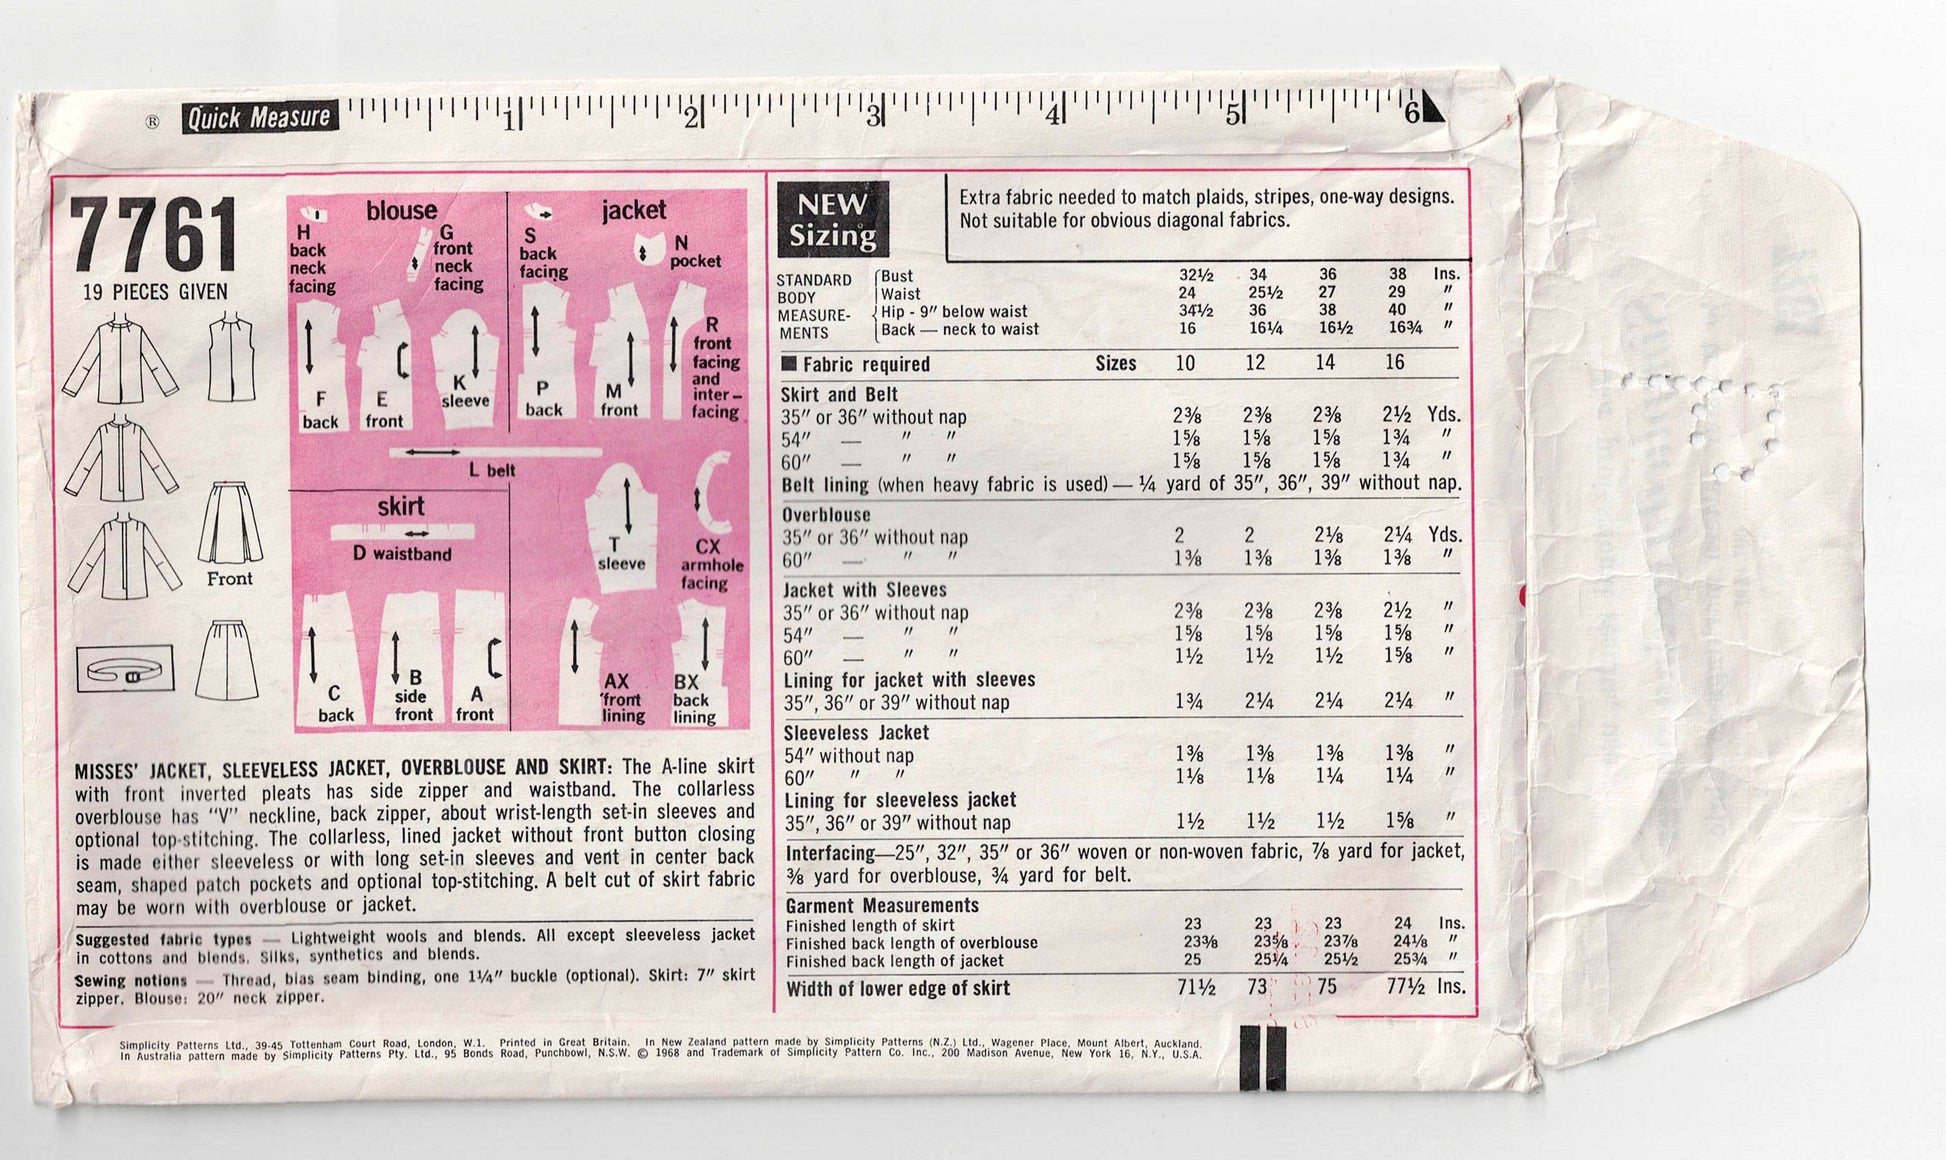 ® Quick Measure 1 2 3 4 5 6
7761
19 PIECES GIVEN
Front
blouse
H
back
neck
facing
G
front
neck
facing
F
back
E
front
K
sleeve
jacket
S
back
facing
N
pocket
P
back
M
front
R
front
facing
and
inter-
facing
L belt
skirt
D waistband
C
back
B
side
front
A
front
T
sleeve
CX
armhole
facing
AX
front
lining
BX
back
lining
MISSES' JACKET, SLEEVELESS JACKET, OVERBLOUSE AND SKIRT: The A-line skirt
with front inverted pleats has side zipper and waistband. The collarless
overblouse has "V" neckline, back zipper, about wrist-length set-in sleeves and
optional top-stitching. The collarless, lined jacket without front button closing
is made either sleeveless or with long set-in sleeves and vent in center back
seam, shaped patch pockets and optional top-stitching. A belt cut of skirt fabric
may be worn with overblouse or jacket.
Suggested fabric types — Lightweight wools and blends. All except sleeveless jacket
in cottons and blends. Silks, synthetics and blends.
Sewing notions — Thread, bias seam binding, one 1¼" buckle (optional). Skirt: 7" skirt
zipper. Blouse: 20" neck zipper.
NEW
Sizing
Extra fabric needed to match plaids, stripes, one-way designs.
Not suitable for obvious diagonal fabrics.
STANDARD Bust 32½ 34 36 38 Ins.
BODY Waist 24 25½ 27 29 "
MEASURE- Hip - 9" below waist 34½ 36 38 40 "
MENTS Back — neck to waist 16 16¼ 16½ 16¾ "
■ Fabric required Sizes 10 12 14 16
Skirt and Belt
35" or 36" without nap 2⅜ 2⅜ 2⅜ 2½ Yds.
54" — " " 1⅝ 1⅝ 1⅝ 1¾ "
60" — " " 1⅝ 1⅝ 1⅝ 1¾ "
Belt lining (when heavy fabric is used) — ¼ yard of 35", 36", 39" without nap.
Overblouse
35" or 36" without nap 2 2 2⅛ 2¼ Yds.
60" — " " 1⅜ 1⅜ 1⅜ 1⅜ "
Jacket with Sleeves
35" or 36" without nap 2⅜ 2⅜ 2⅜ 2½ "
54" — " " 1⅝ 1⅝ 1⅝ 1⅝ "
60" — " " 1½ 1½ 1½ 1⅝ "
Lining for jacket with sleeves
35", 36" or 39" without nap 1¾ 2¼ 2¼ 2¼ "
Sleeveless Jacket
54" without nap 1⅜ 1⅜ 1⅜ 1⅜ "
60" " " 1⅛ 1⅛ 1¼ 1¼ "
Lining for sleeveless jacket
35", 36" or 39" without nap 1½ 1½ 1½ 1⅝ "
Interfacing—25", 32", 35" or 36" woven or non-woven fabric, ⅞ yard for jacket,
⅜ yard for overblouse, ¾ yard for belt.
Garment Measurements
Finished length of skirt 23 23 23 24 Ins.
Finished back length of overblouse 23⅜ 23⅝ 23⅞ 24⅛ "
Finished back length of jacket 25 25¼ 25½ 25¾ "
Width of lower edge of skirt 71½ 73 75 77½ Ins.
Simplicity Patterns Ltd., 39-45 Tottenham Court Road, London, W.1. Printed in Great Britain. In New Zealand pattern made by Simplicity Patterns (N.Z.) Ltd., Wagener Place, Mount Albert, Auckland.
In Australia pattern made by Simplicity Patterns Pty. Ltd., 95 Bonds Road, Punchbowl, N.S.W. © 1968 and Trademark of Simplicity Pattern Co. Inc., 200 Madison Avenue, New York 16, N.Y., U.S.A.